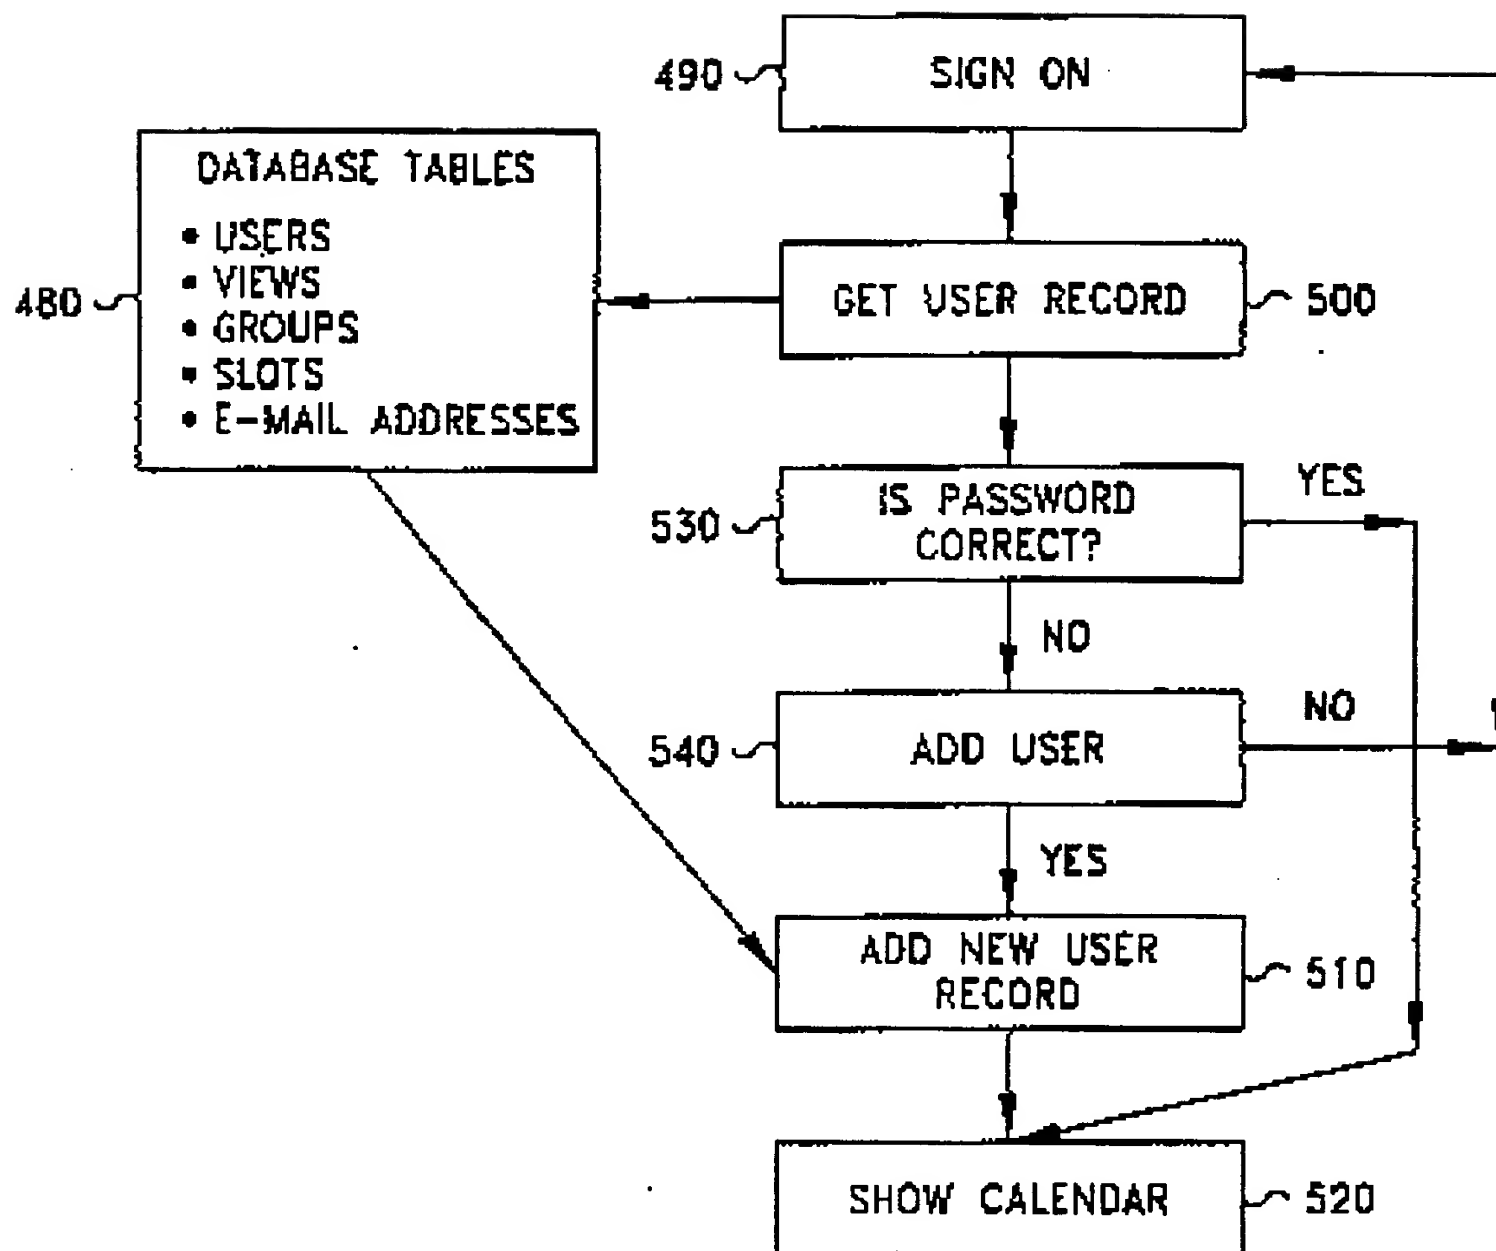 490
SIGN ON
DATABASE TABLES
• USERS
• VIEWS
• GROUPS
• SLOTS
• E-MAIL ADDRESSES
480
GET USER RECORD
500
530
IS PASSWORD
CORRECT?
YES
NO
540
ADD USER
NO
YES
ADD NEW USER
RECORD
510
SHOW CALENDAR
520